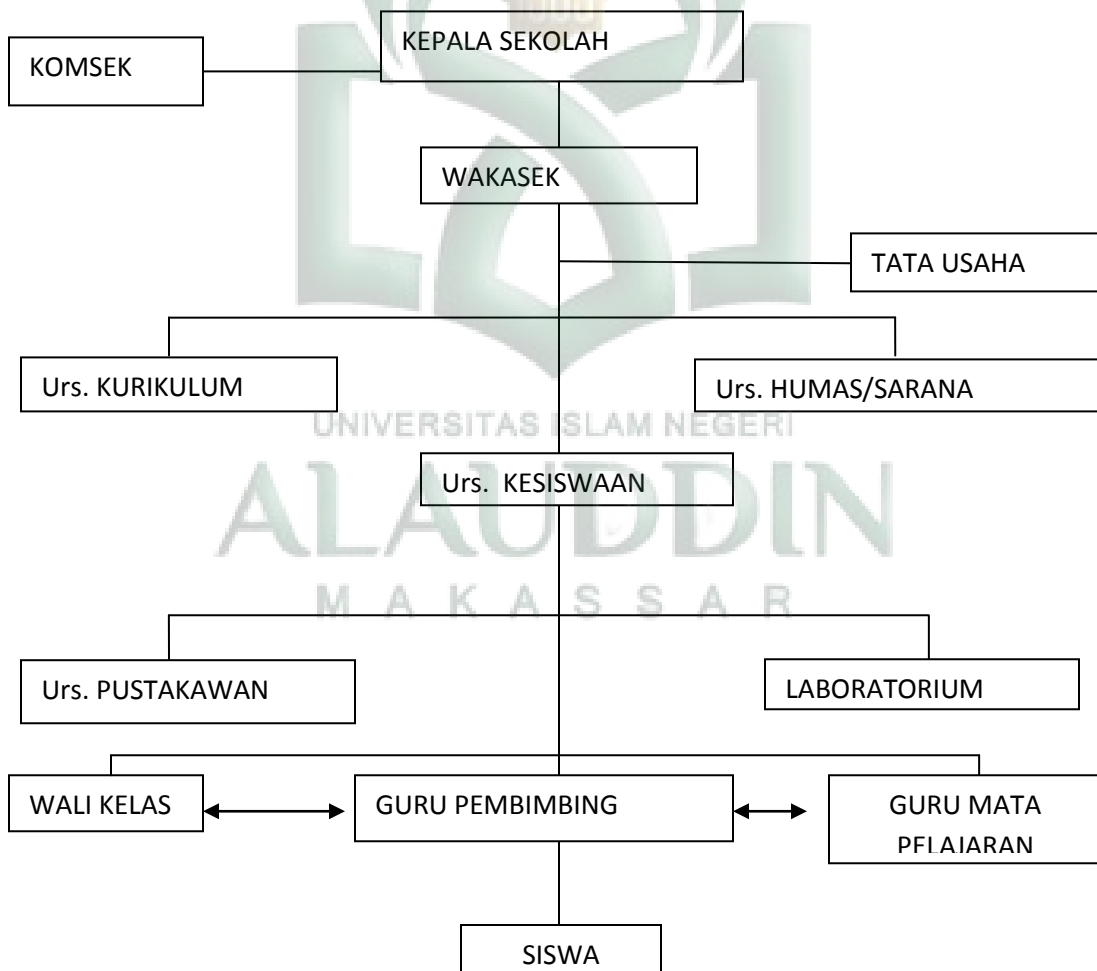 KEPALA SEKOLAH
KOMSEK
WAKASEK
TATA USAHA
Urs. KURIKULUM
Urs. HUMAS/SARANA
UNIVERSITAS ISLAM NEGERI
Urs. KESISWAAN
ALAUDDIN
MAKASSAR
Urs. PUSTAKAWAN
LABORATORIUM
WALI KELAS
GURU PEMBIMBING
GURU MATA
PELAJARAN
SISWA